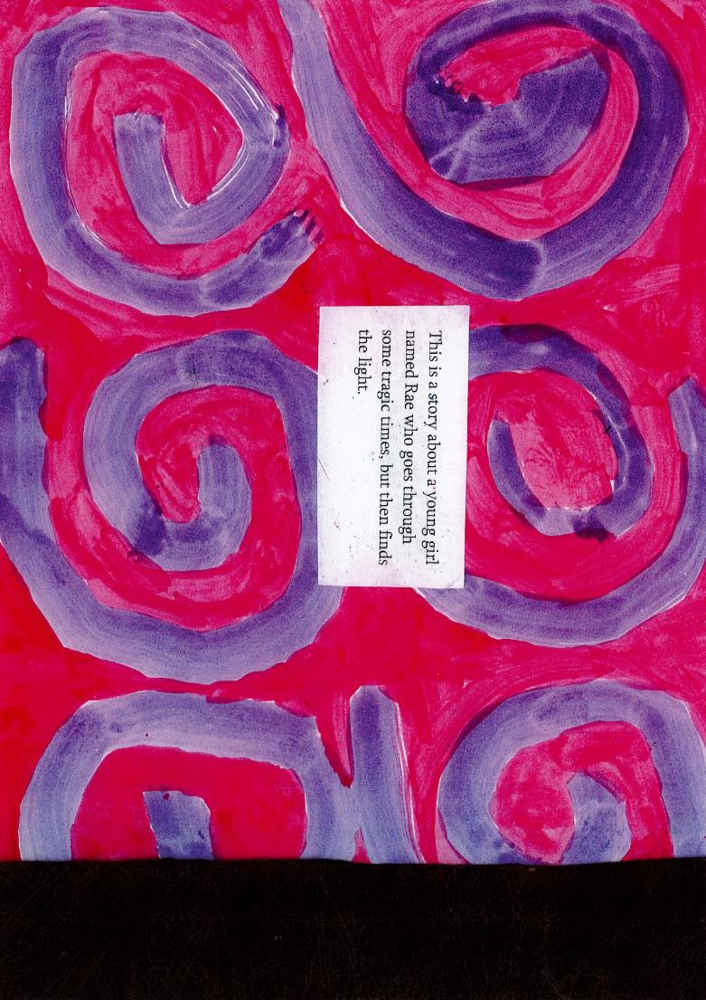 This is a story about a young girl
named Rae who goes through
some tragic times, but then finds
the light.